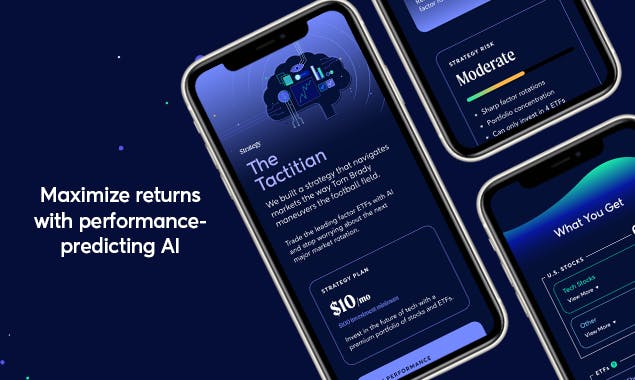 Maximize returns
with performance-
predicting AI
Strategy
The
Tactitian
We built a strategy that navigates
markets the way Tom Brady
maneuvers the football field.
Trade the leading factor ETFs with AI
and stop worrying about the next
major market rotation.
STRATEGY PLAN
$10/mo
$100 investment minimum
Invest in the future of tech with a
premium portfolio of stocks and ETFs.
PERFORMANCE
STRATEGY RISK
Moderate
• Sharp factor rotations
• Portfolio concentration
• Can only invest in 4 ETFs
What You Get
U.S. STOCKS
Tech Stocks
View More
Other
View More
ETFs